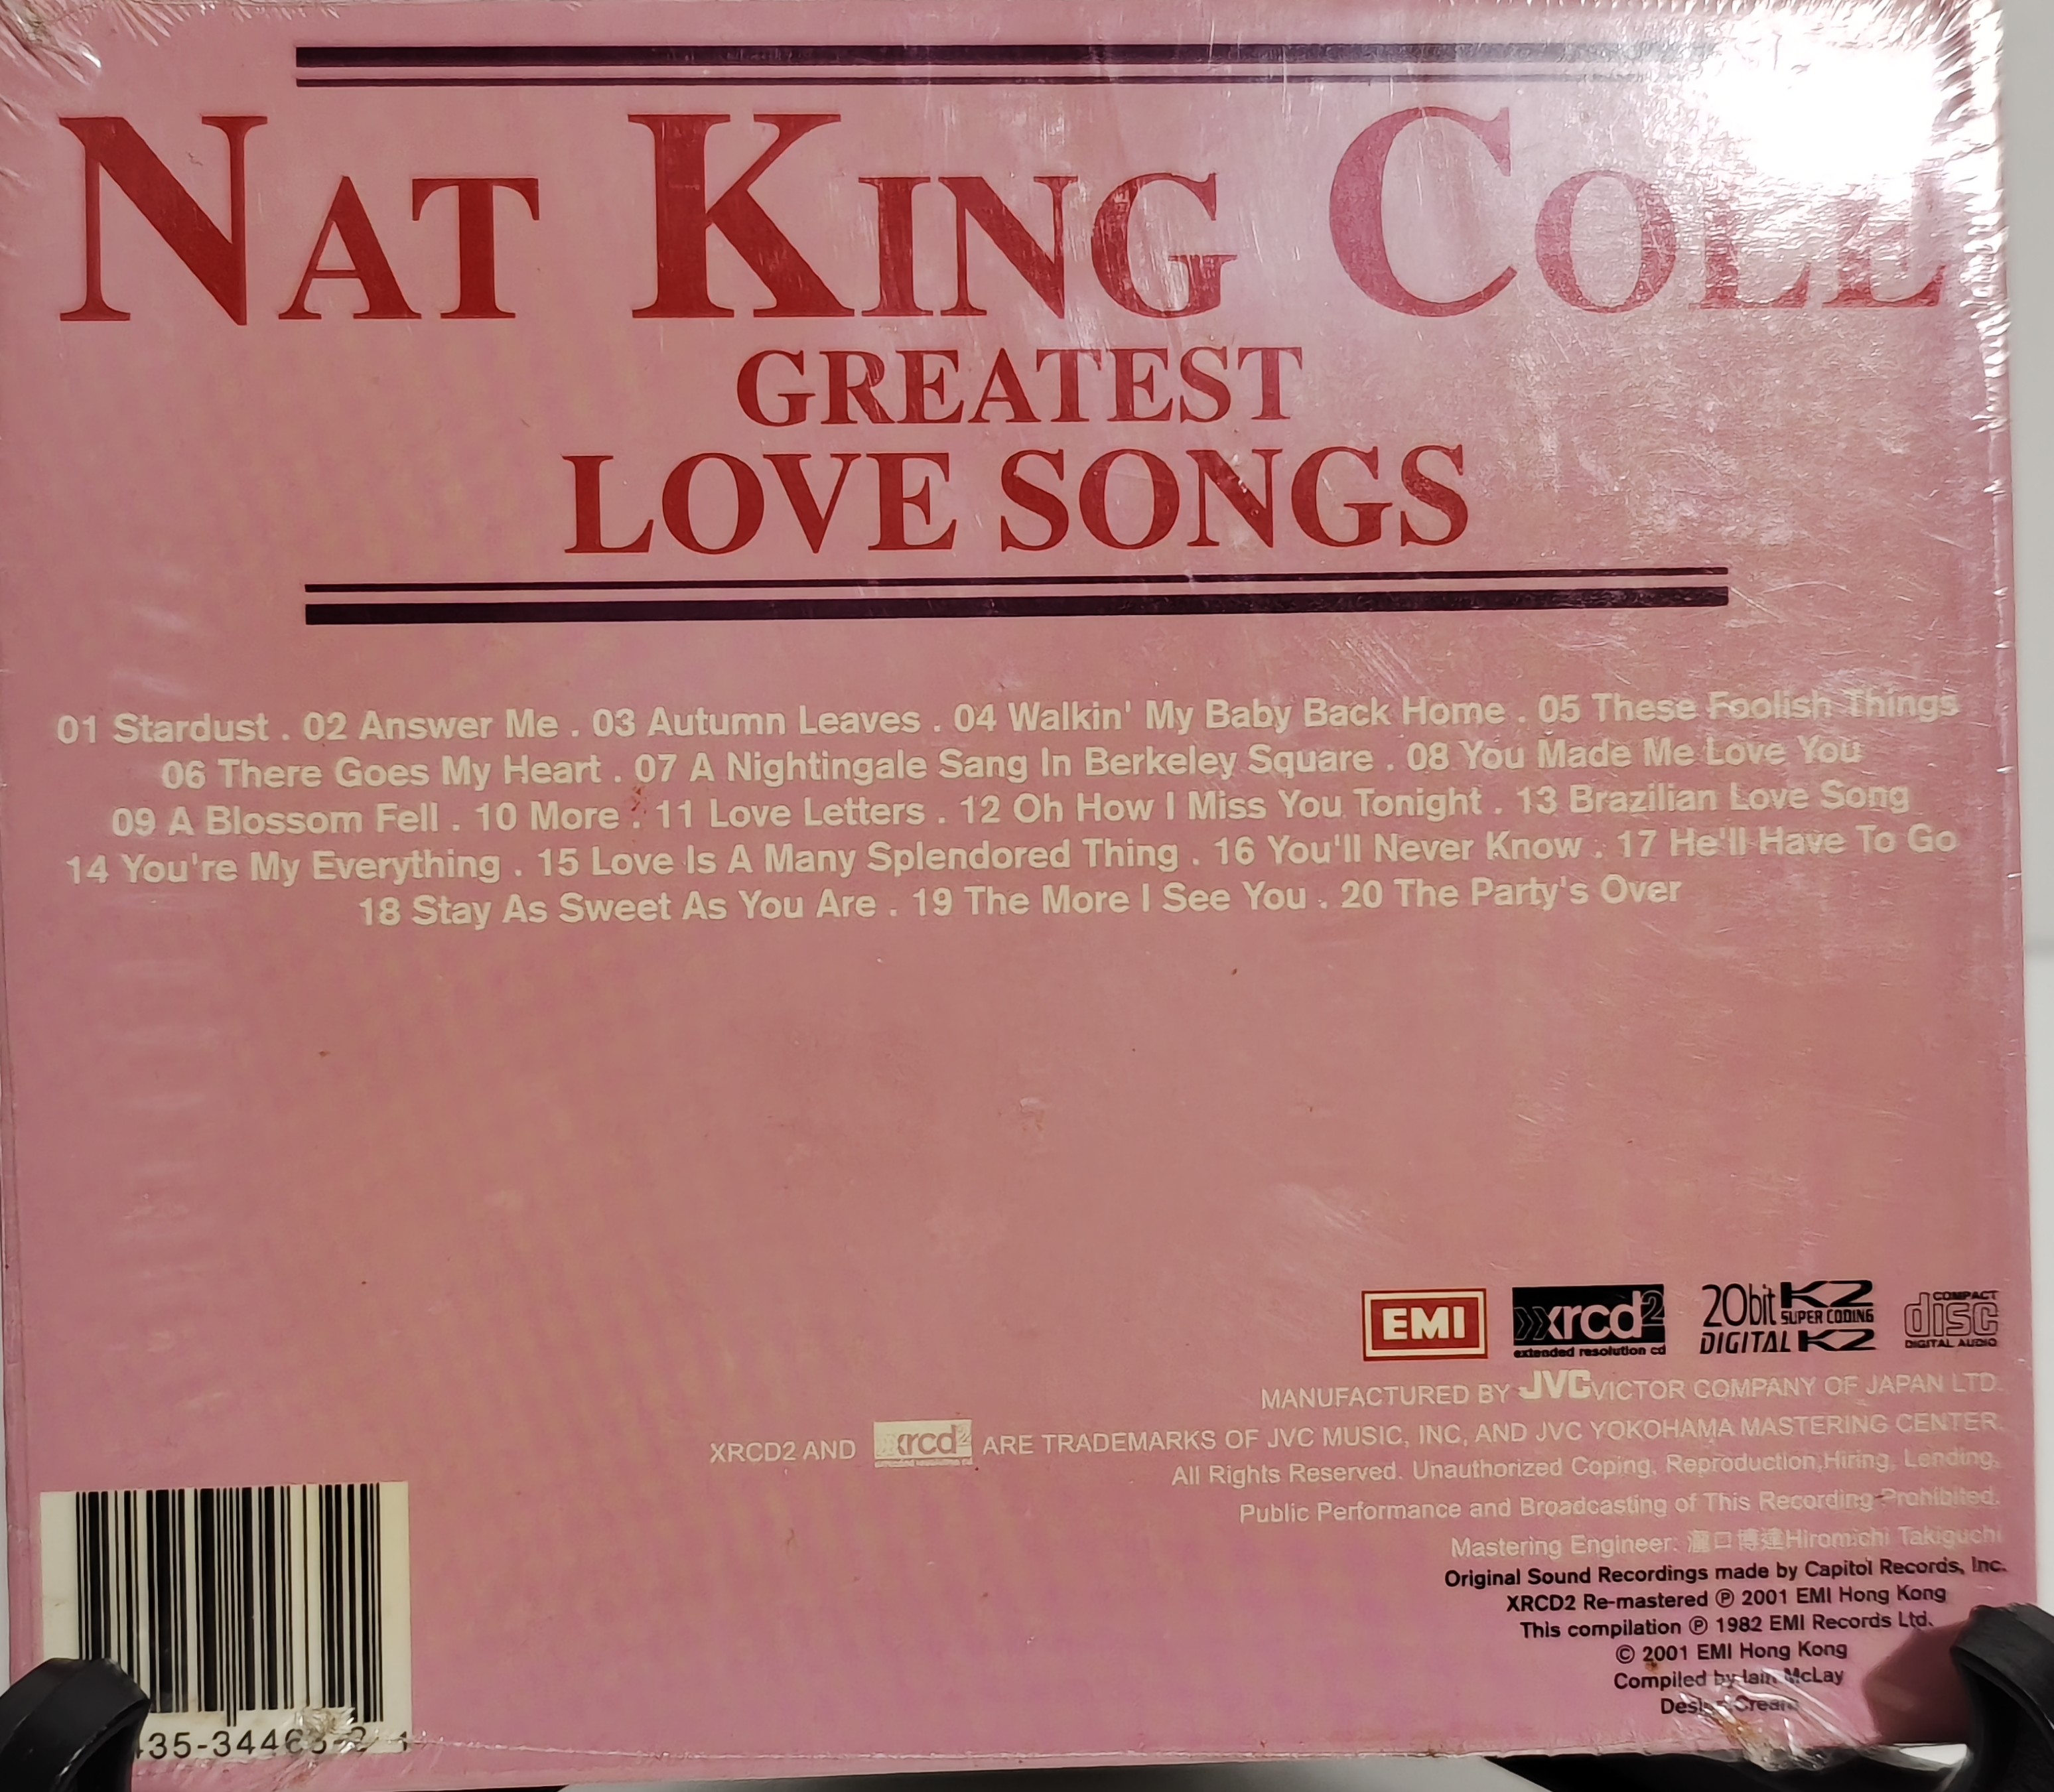 NAT KING COLE
GREATEST
LOVE SONGS
01 Stardust . 02 Answer Me . 03 Autumn Leaves . 04 Walkin' My Baby Back Home . 05 These Foolish Things
06 There Goes My Heart . 07 A Nightingale Sang In Berkeley Square . 08 You Made Me Love You
09 A Blossom Fell . 10 More . 11 Love Letters . 12 Oh How I Miss You Tonight . 13 Brazilian Love Song
14 You're My Everything . 15 Love Is A Many Splendored Thing . 16 You'll Never Know . 17 He'll Have To Go
18 Stay As Sweet As You Are . 19 The More I See You . 20 The Party's Over
EMI xrcd2 extended resolution cd 20bit K2 SUPER CODING DIGITAL K2 COMPACT disc DIGITAL AUDIO
MANUFACTURED BY JVC VICTOR COMPANY OF JAPAN LTD.
XRCD2 AND xrcd2 ARE TRADEMARKS OF JVC MUSIC, INC, AND JVC YOKOHAMA MASTERING CENTER.
All Rights Reserved. Unauthorized Coping, Reproduction,Hiring, Lending,
Public Performance and Broadcasting of This Recording Prohibited.
Mastering Engineer: 瀧口博達Hiromichi Takiguchi
Original Sound Recordings made by Capitol Records, Inc.
XRCD2 Re-mastered ℗ 2001 EMI Hong Kong
This compilation ℗ 1982 EMI Records Ltd.
© 2001 EMI Hong Kong
Compiled by Iain McLay
Cream